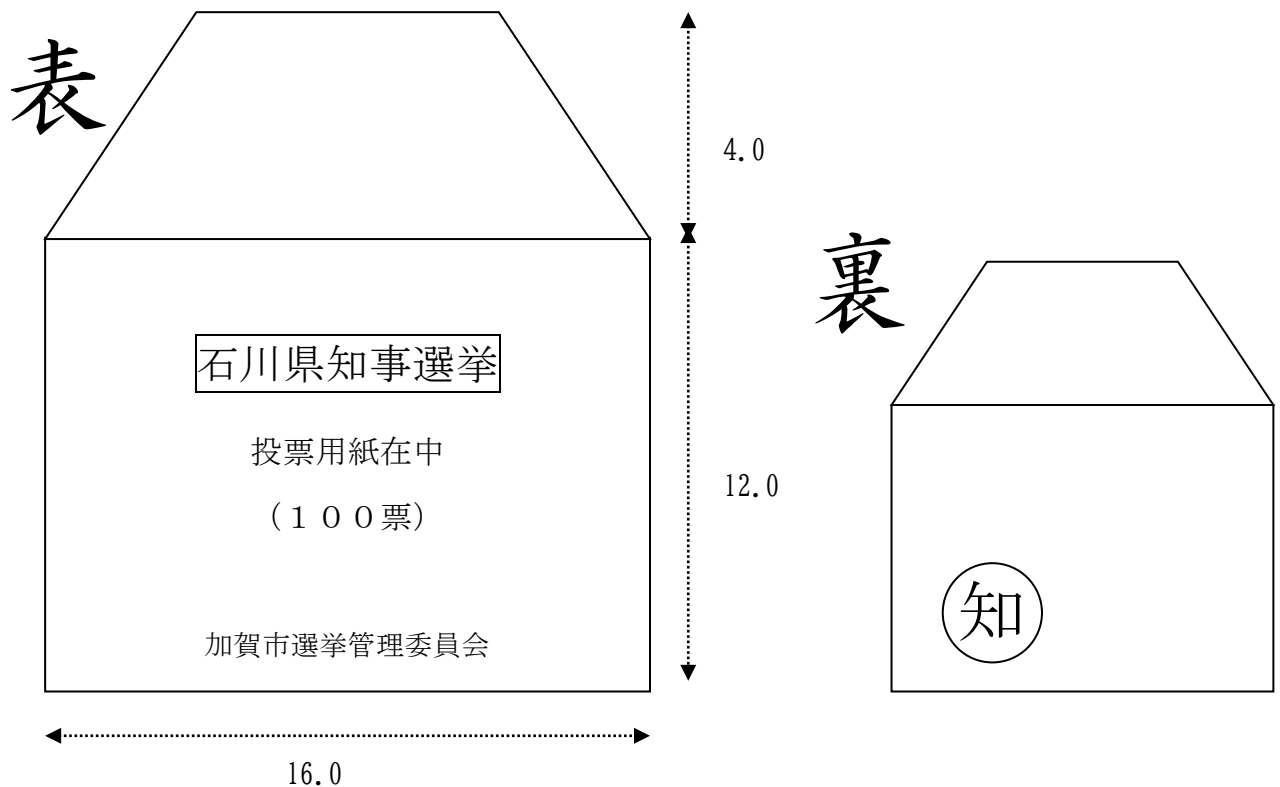 表
4.0
石川県知事選挙
投票用紙在中
（１００票）
12.0
加賀市選挙管理委員会
16.0
裏
知